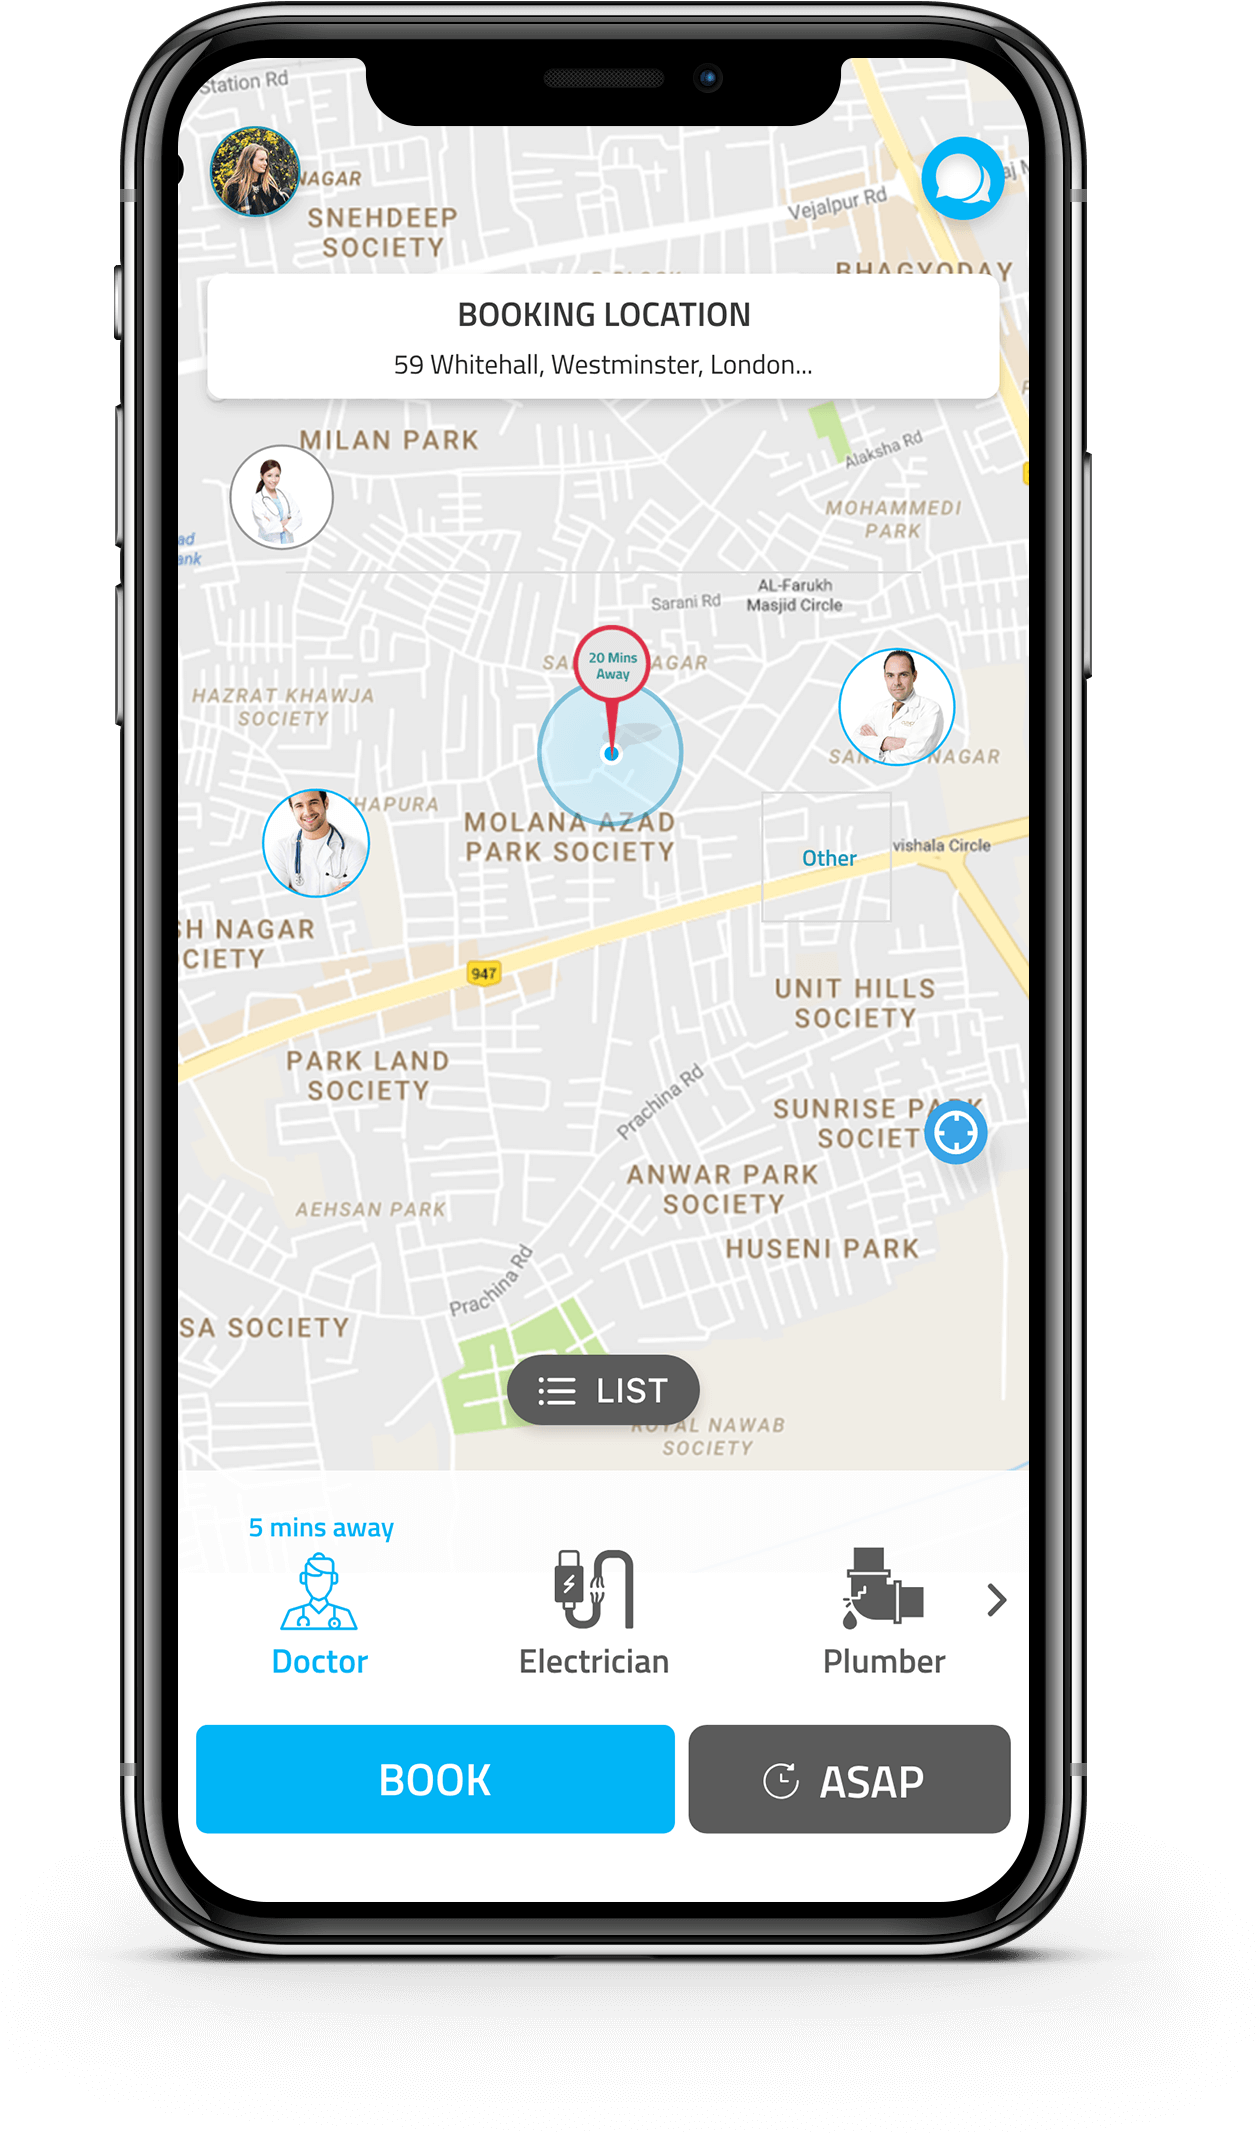 Station Rd
NAGAR
SNEHDEEP
SOCIETY
Vejalpur Rd
BHAGYODAY
BOOKING LOCATION
59 Whitehall, Westminster, London...
MILAN PARK
Alaksha Rd
MOHAMMEDI
PARK
ad
ank
AL-Farukh
Masjid Circle
Sarani Rd
20 Mins
Away
SA AGAR
HAZRAT KHAWJA
SOCIETY
SAN NAGAR
HAPURA
MOLANA AZAD
PARK SOCIETY
Other
vishala Circle
SH NAGAR
CIETY
947
UNIT HILLS
SOCIETY
PARK LAND
SOCIETY
Prachina Rd
SUNRISE PARK
SOCIET
ANWAR PARK
SOCIETY
AEHSAN PARK
HUSENI PARK
Prachina Rd
SA SOCIETY
LIST
ROYAL NAWAB
SOCIETY
5 mins away
Doctor
Electrician
Plumber
BOOK
ASAP